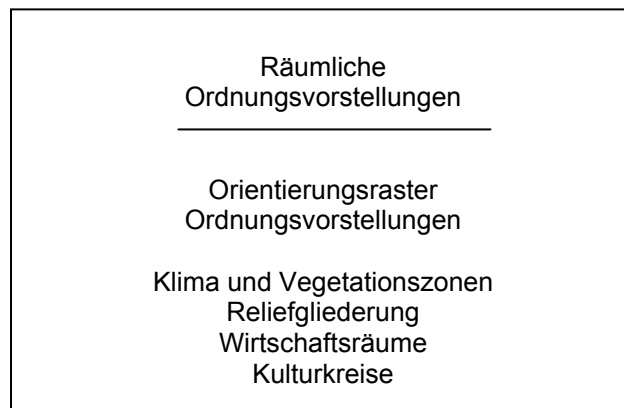 Räumliche
Ordnungsvorstellungen
Orientierungsraster
Ordnungsvorstellungen
Klima und Vegetationszonen
Reliefgliederung
Wirtschaftsräume
Kulturkreise